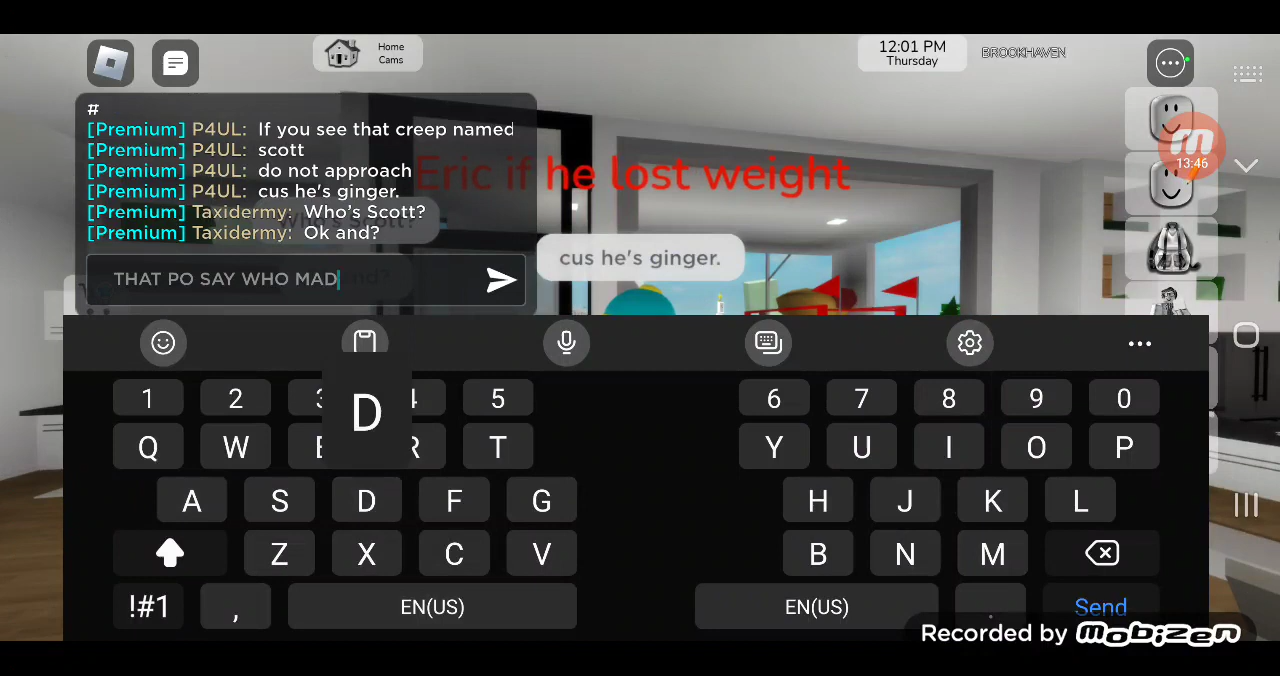 Home
Cams
12:01 PM
Thursday
BROOKHAVEN
#
[Premium] P4UL: If you see that creep named
[Premium] P4UL: scott
[Premium] P4UL: do not approach
[Premium] P4UL: cus he's ginger.
[Premium] Taxidermy: Who's Scott?
[Premium] Taxidermy: Ok and?
Eric if he lost weight
13:46
cus he's ginger.
THAT PO SAY WHO MAD
1 2 3 4 5 6 7 8 9 0
D
Q W E R T Y U I O P
A S D F G H J K L
Z X C V B N M
!#1 , EN(US) EN(US) . Send
Recorded by mobizen